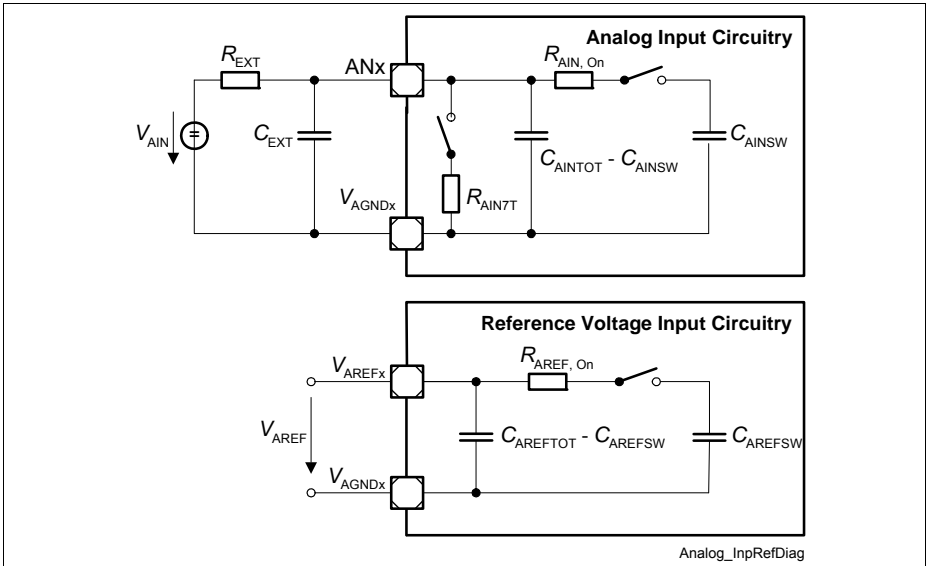 Analog Input Circuitry
R_EXT
ANx
R_AIN, On
V_AIN
C_EXT
C_AINTOT - C_AINSW
C_AINSW
R_AIN7T
V_AGNDx
Reference Voltage Input Circuitry
V_AREFx
R_AREF, On
V_AREF
C_AREFTOT - C_AREFSW
C_AREFSW
V_AGNDx
Analog_InpRefDiag